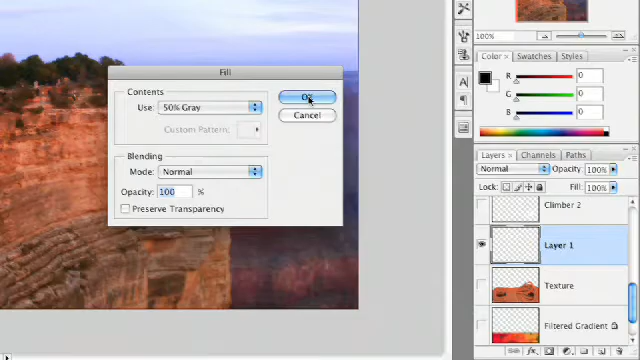 Fill
Contents
Use: 50% Gray
Custom Pattern:
OK
Cancel
Blending
Mode: Normal
Opacity: 100 %
Preserve Transparency
100%
Color × Swatches Styles
R 0
G 0
B 0
Layers × Channels Paths
Normal Opacity: 100%
Lock: Fill: 100%
Climber 2
Layer 1
Texture
Filtered Gradient
fx
A